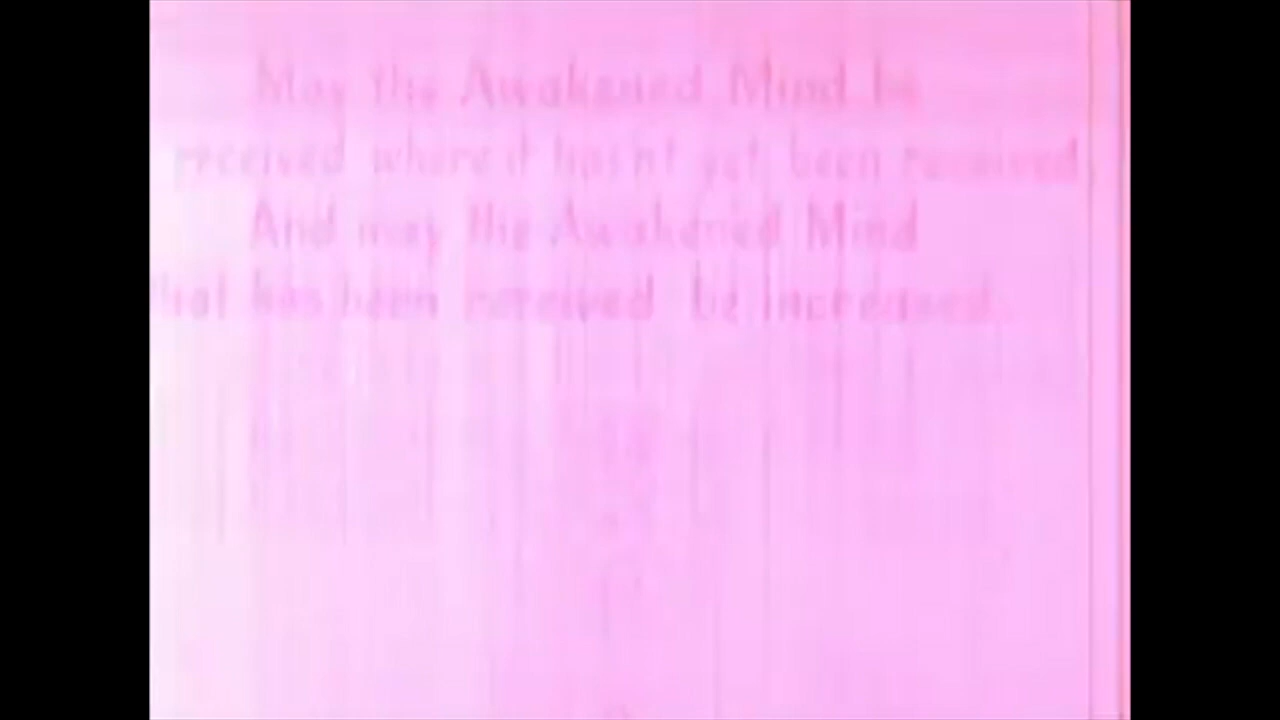 May the Awakened Mind be
received where it hasn't yet been received,
And may the Awakened Mind
that has been received be increased.